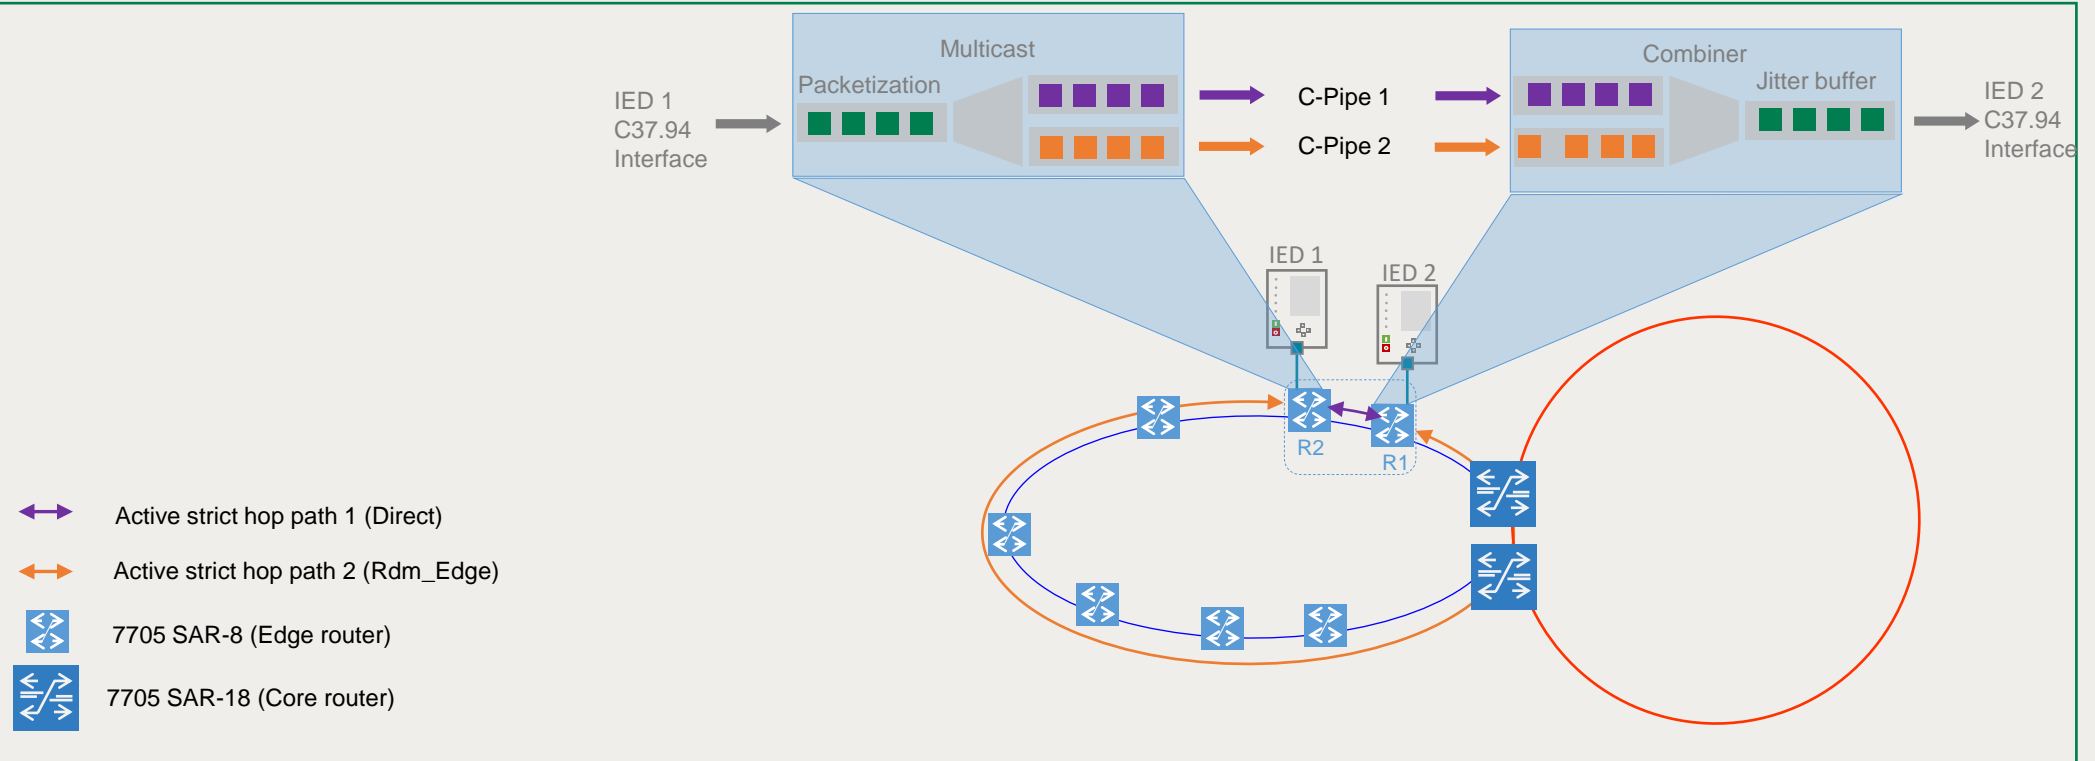 Multicast
Packetization
IED 1
C37.94
Interface
C-Pipe 1
C-Pipe 2
Combiner
Jitter buffer
IED 2
C37.94
Interface
IED 1
IED 2
R2
R1
Active strict hop path 1 (Direct)
Active strict hop path 2 (Rdm_Edge)
7705 SAR-8 (Edge router)
7705 SAR-18 (Core router)